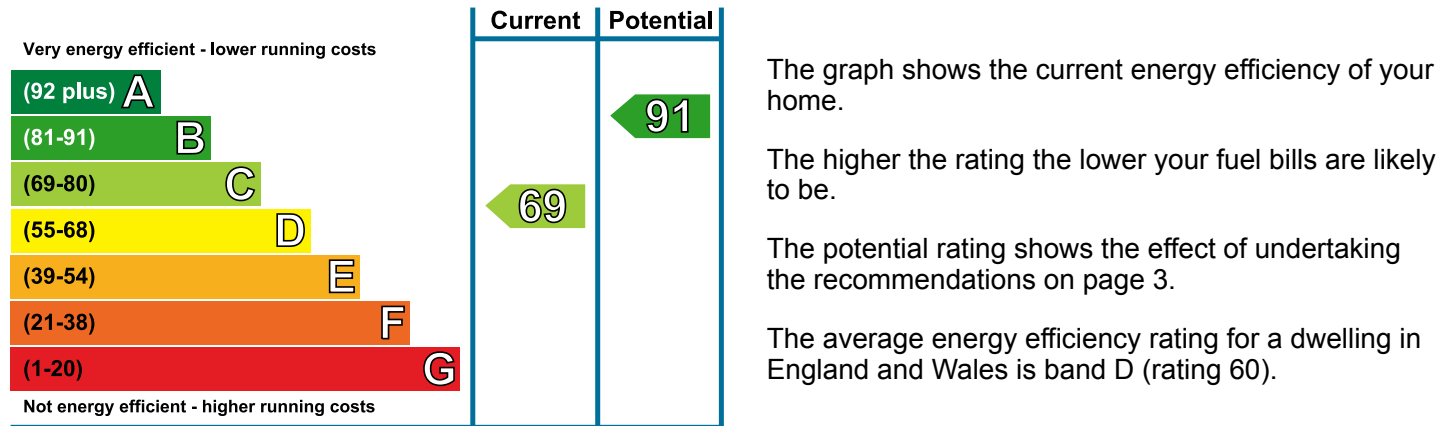 Current Potential
Very energy efficient - lower running costs
(92 plus) A
(81-91) B
(69-80) C
(55-68) D
(39-54) E
(21-38) F
(1-20) G
Not energy efficient - higher running costs
69
91
The graph shows the current energy efficiency of your
home.
The higher the rating the lower your fuel bills are likely
to be.
The potential rating shows the effect of undertaking
the recommendations on page 3.
The average energy efficiency rating for a dwelling in
England and Wales is band D (rating 60).